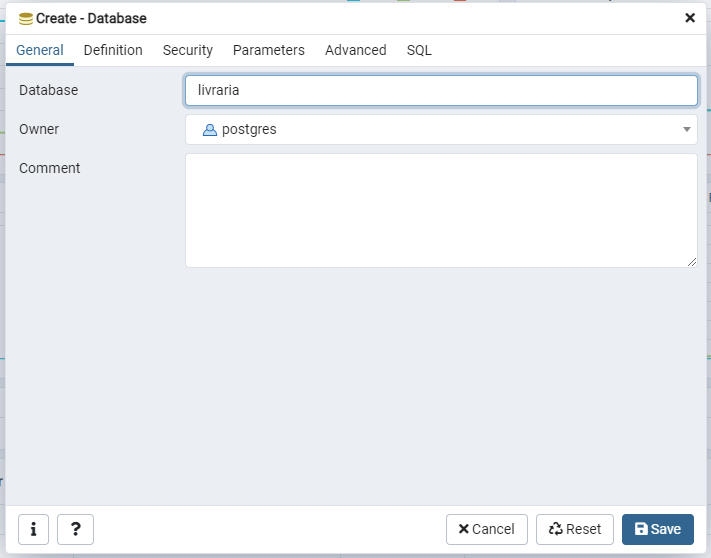 Create - Database
General Definition Security Parameters Advanced SQL
Database livraria
Owner postgres
Comment
i ? Cancel Reset Save